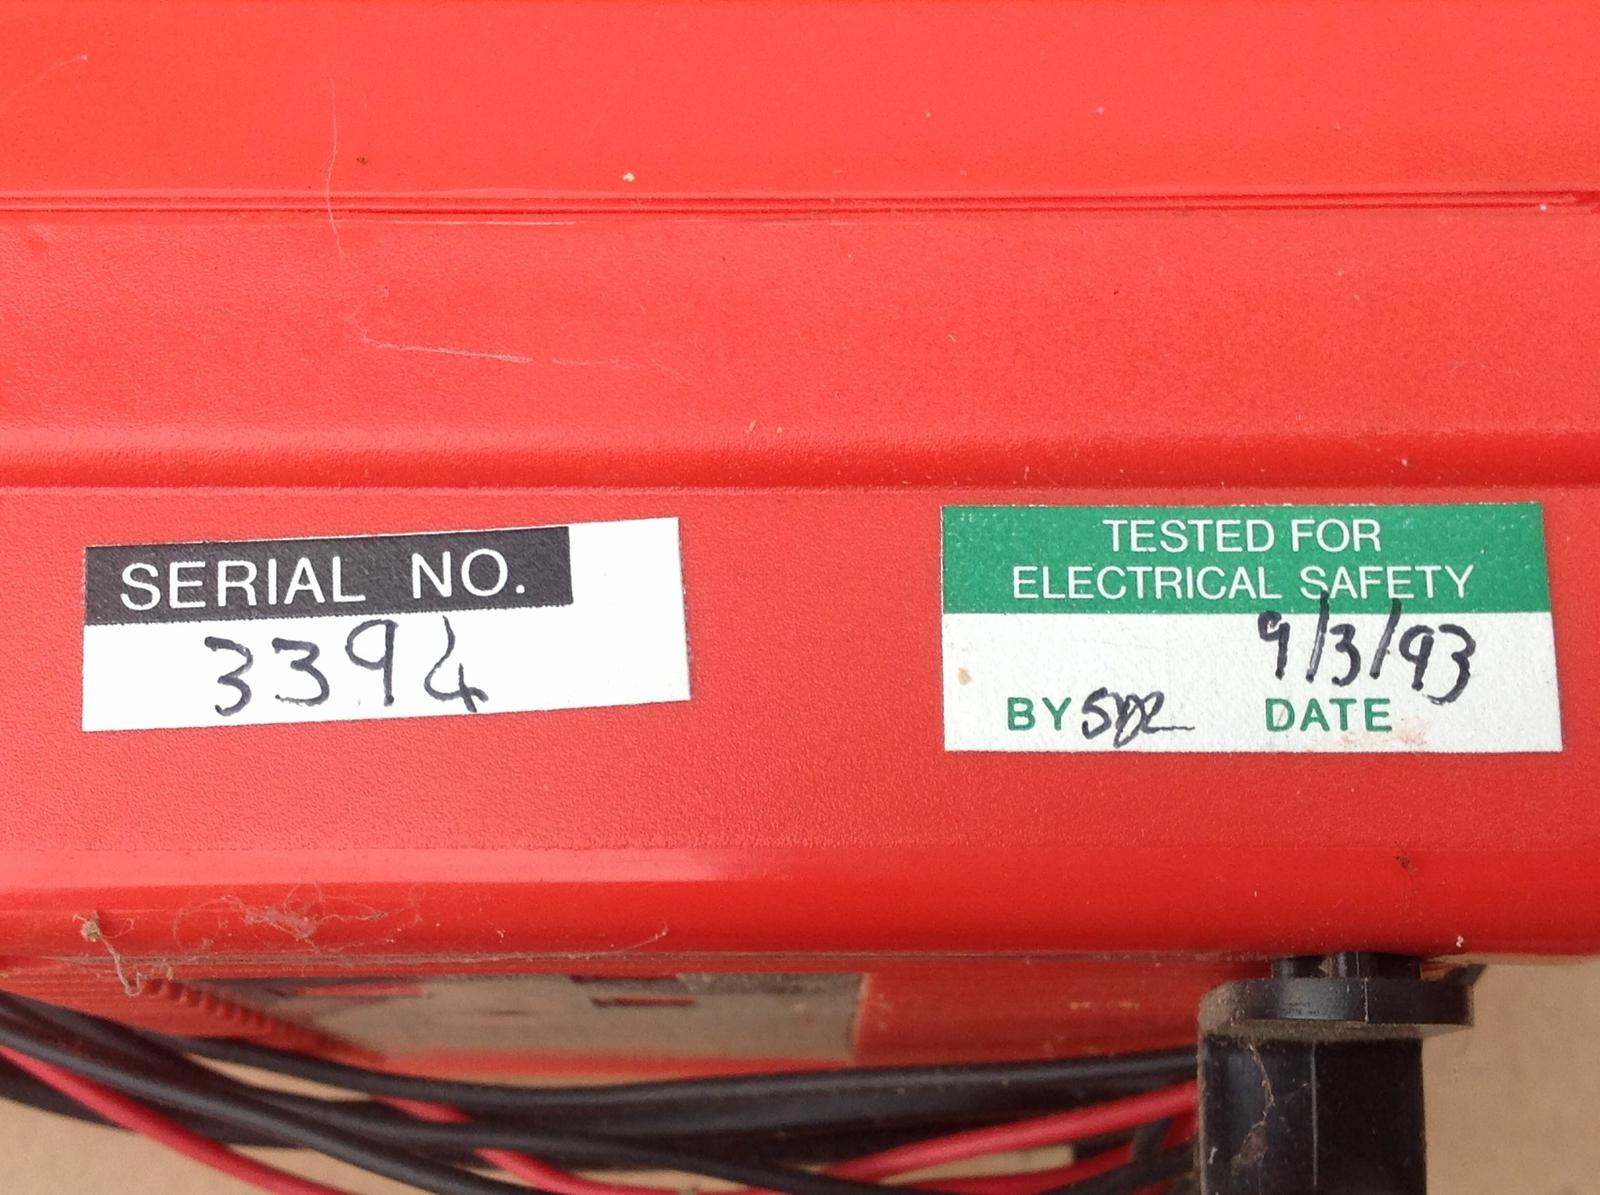 SERIAL NO.
3394
TESTED FOR
ELECTRICAL SAFETY
9/3/93
BY DATE